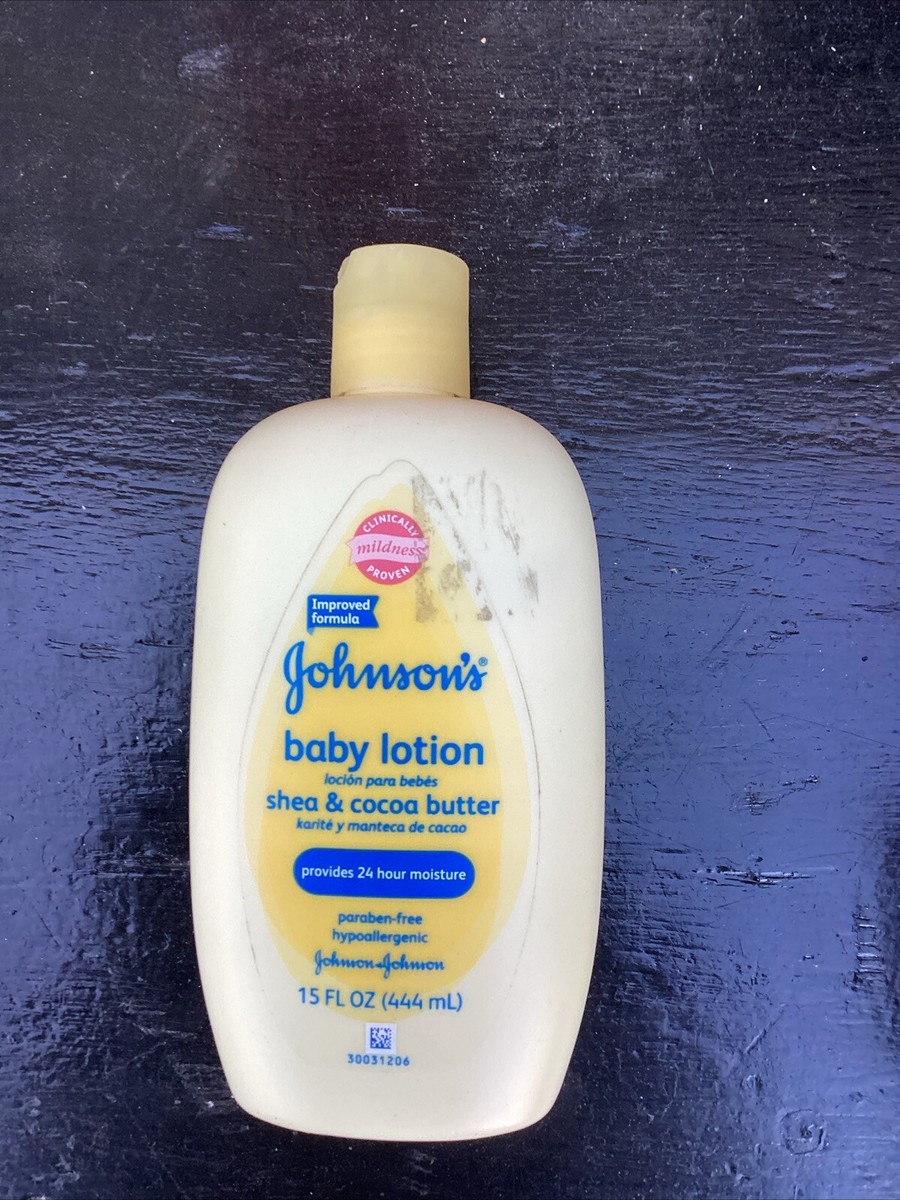 CLINICALLY
mildness
PROVEN
Improved
formula
Johnson's®
baby lotion
loción para bebés
shea & cocoa butter
karité y manteca de cacao
provides 24 hour moisture
paraben-free
hypoallergenic
Johnson & Johnson
15 FL OZ (444 mL)
30031206